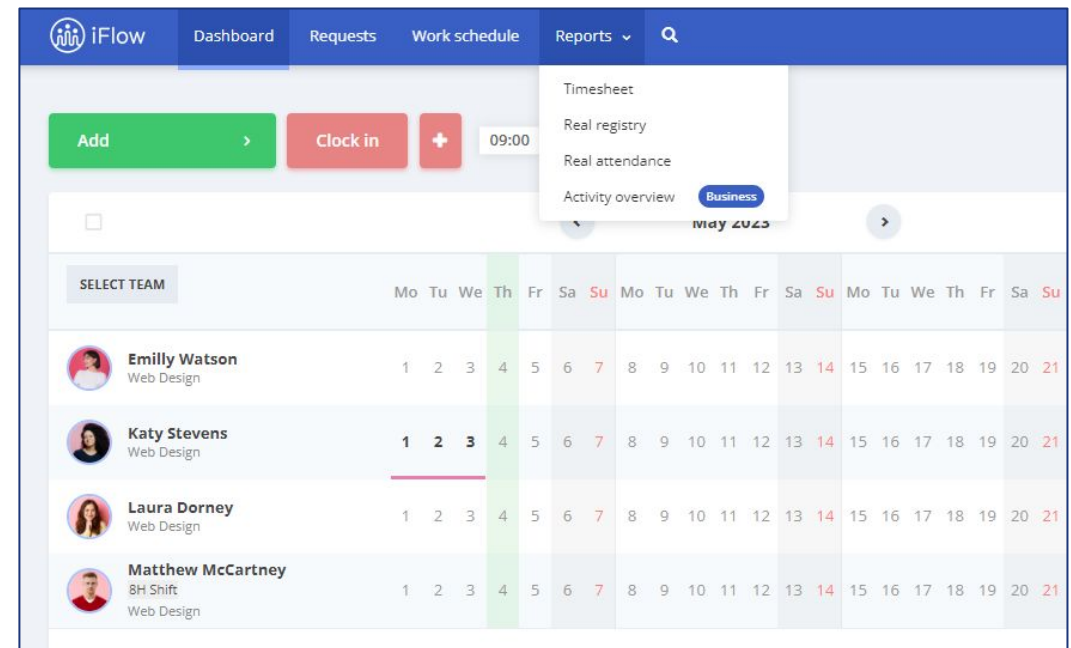 iFlow Dashboard Requests Work schedule Reports
Timesheet
Real registry
Add Clock in 09:00
Real attendance
Activity overview Business
May 2023
SELECT TEAM
Mo Tu We Th Fr Sa Su Mo Tu We Th Fr Sa Su Mo Tu We Th Fr Sa Su
Emilly Watson
Web Design
1 2 3 4 5 6 7 8 9 10 11 12 13 14 15 16 17 18 19 20 21
Katy Stevens
Web Design
1 2 3 4 5 6 7 8 9 10 11 12 13 14 15 16 17 18 19 20 21
Laura Dorney
Web Design
1 2 3 4 5 6 7 8 9 10 11 12 13 14 15 16 17 18 19 20 21
Matthew McCartney
8H Shift
Web Design
1 2 3 4 5 6 7 8 9 10 11 12 13 14 15 16 17 18 19 20 21